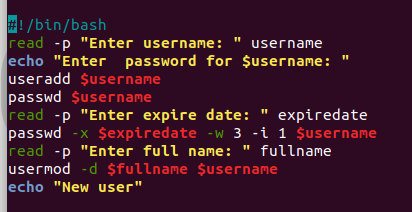 #!/bin/bash
read -p "Enter username: " username
echo "Enter  password for $username: "
useradd $username
passwd $username
read -p "Enter expire date: " expiredate
passwd -x $expiredate -w 3 -i 1 $username
read -p "Enter full name: " fullname
usermod -d $fullname $username
echo "New user"